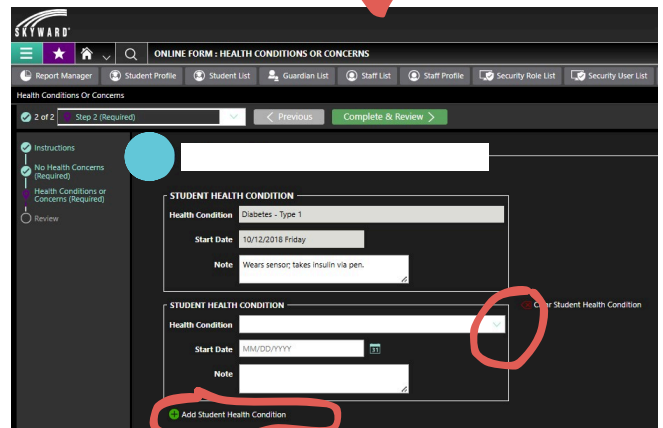 SKYWARD
ONLINE FORM : HEALTH CONDITIONS OR CONCERNS
Report Manager Student Profile Student List Guardian List Staff List Staff Profile Security Role List Security User List
Health Conditions Or Concerns
2 of 2 Step 2 (Required) Previous Complete & Review
Instructions
No Health Concerns
(Required)
Health Conditions or
Concerns (Required)
Review
STUDENT HEALTH CONDITION
Health Condition Diabetes - Type 1
Start Date 10/12/2018 Friday
Note Wears sensor; takes insulin via pen.
STUDENT HEALTH CONDITION
Clear Student Health Condition
Health Condition
Start Date MM/DD/YYYY 31
Note
Add Student Health Condition